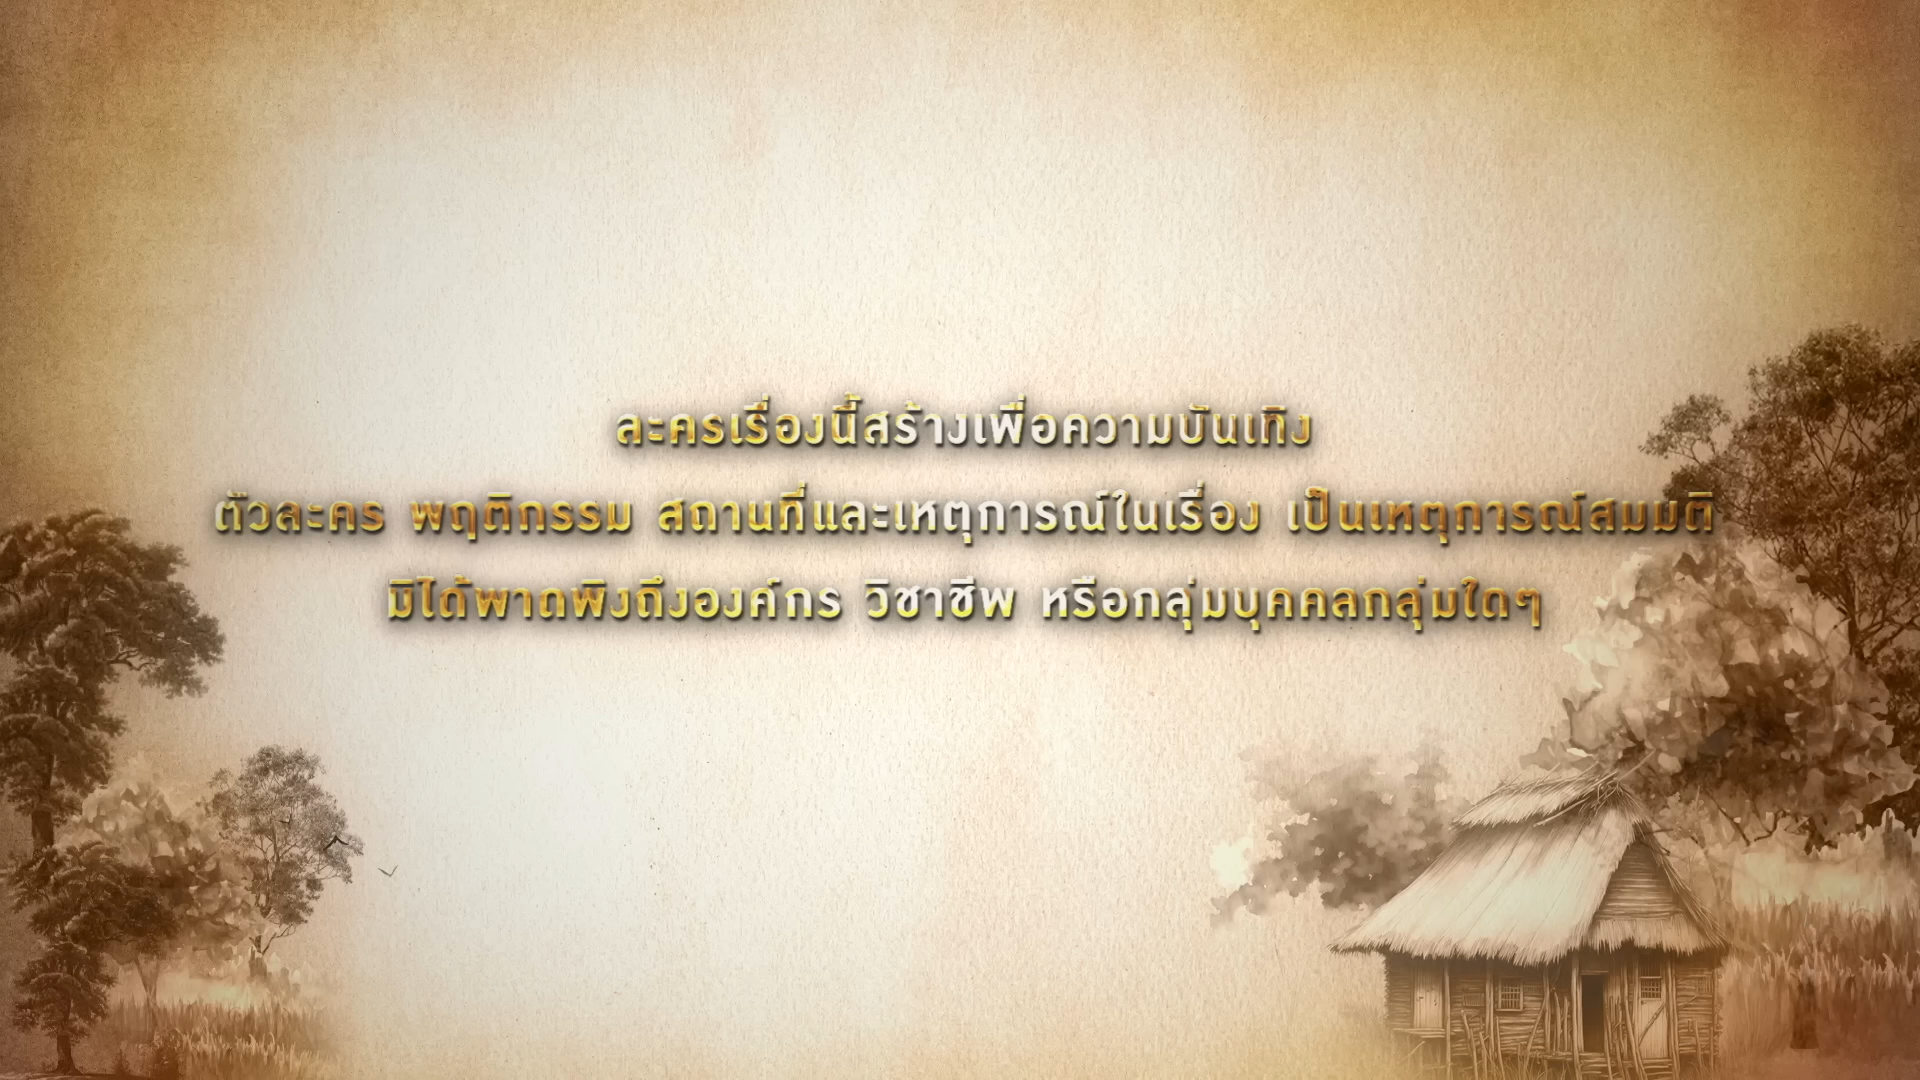 ละครเรื่องนี้สร้างเพื่อความบันเทิง
ตัวละคร พฤติกรรม สถานที่และเหตุการณ์ในเรื่อง เป็นเหตุการณ์สมมติ
มิได้พาดพิงถึงองค์กร วิชาชีพ หรือกลุ่มบุคคลกลุ่มใดๆ